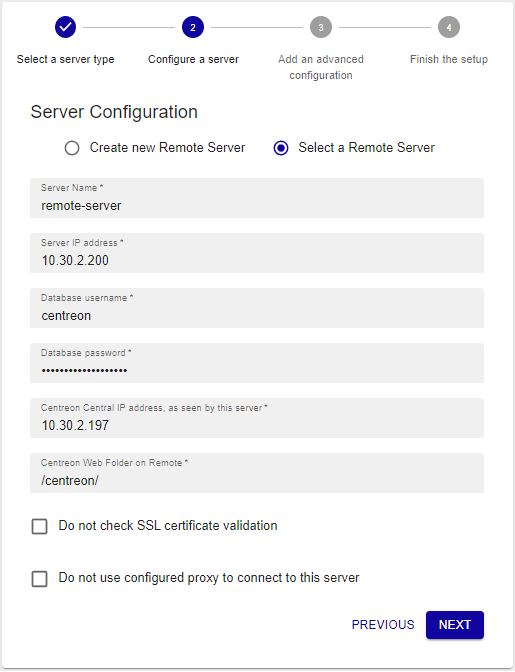 2
3
4
Select a server type
Configure a server
Add an advanced
configuration
Finish the setup
Server Configuration
Create new Remote Server
Select a Remote Server
Server Name *
remote-server
Server IP address *
10.30.2.200
Database username *
centreon
Database password *
•••••••••••••••••••
Centreon Central IP address, as seen by this server *
10.30.2.197
Centreon Web Folder on Remote *
/centreon/
Do not check SSL certificate validation
Do not use configured proxy to connect to this server
PREVIOUS
NEXT